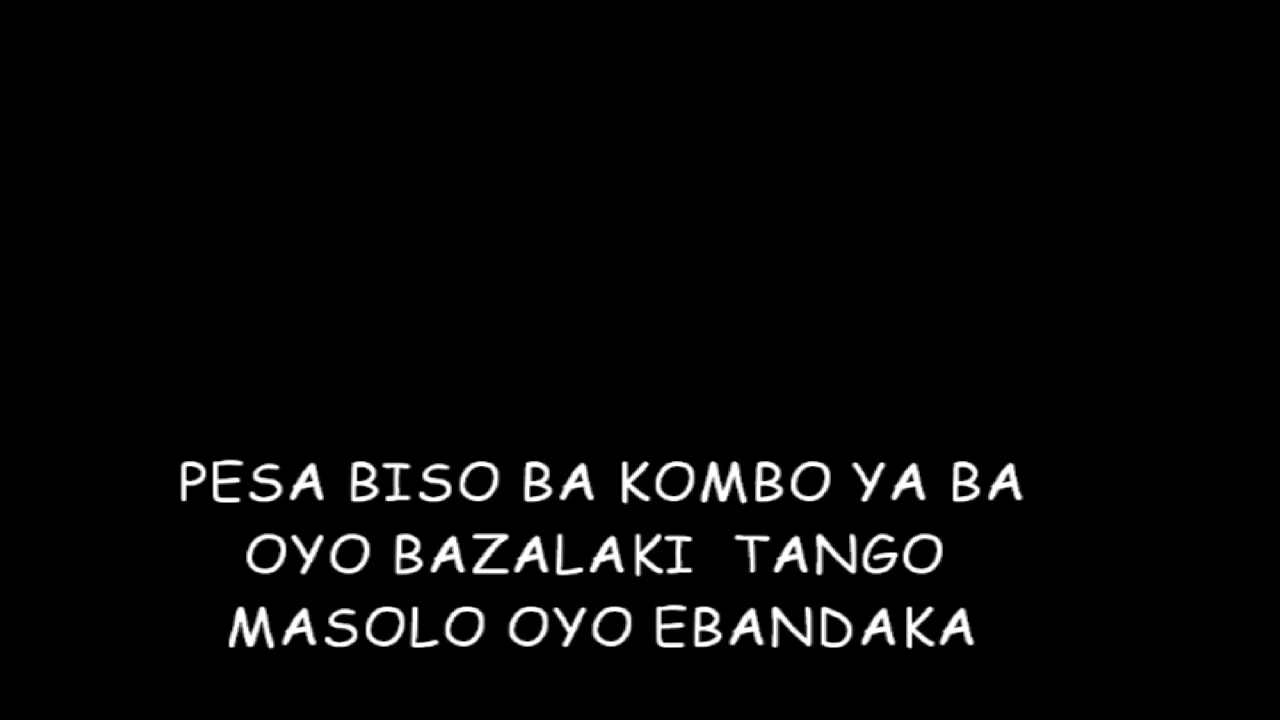 PESA BISO BA KOMBO YA BA
OYO BAZALAKI TANGO
MASOLO OYO EBANDAKA